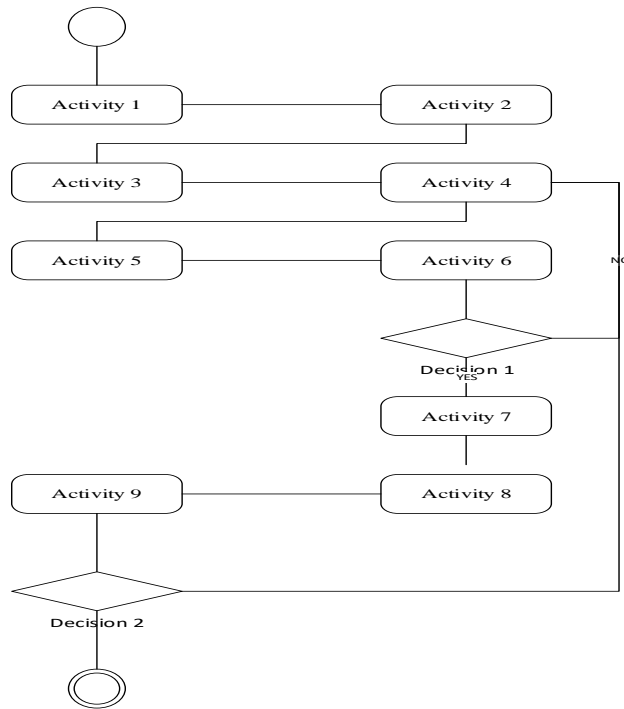 Activity 1
Activity 2
Activity 3
Activity 4
Activity 5
Activity 6
NO
Decision 1
YES
Activity 7
Activity 9
Activity 8
Decision 2